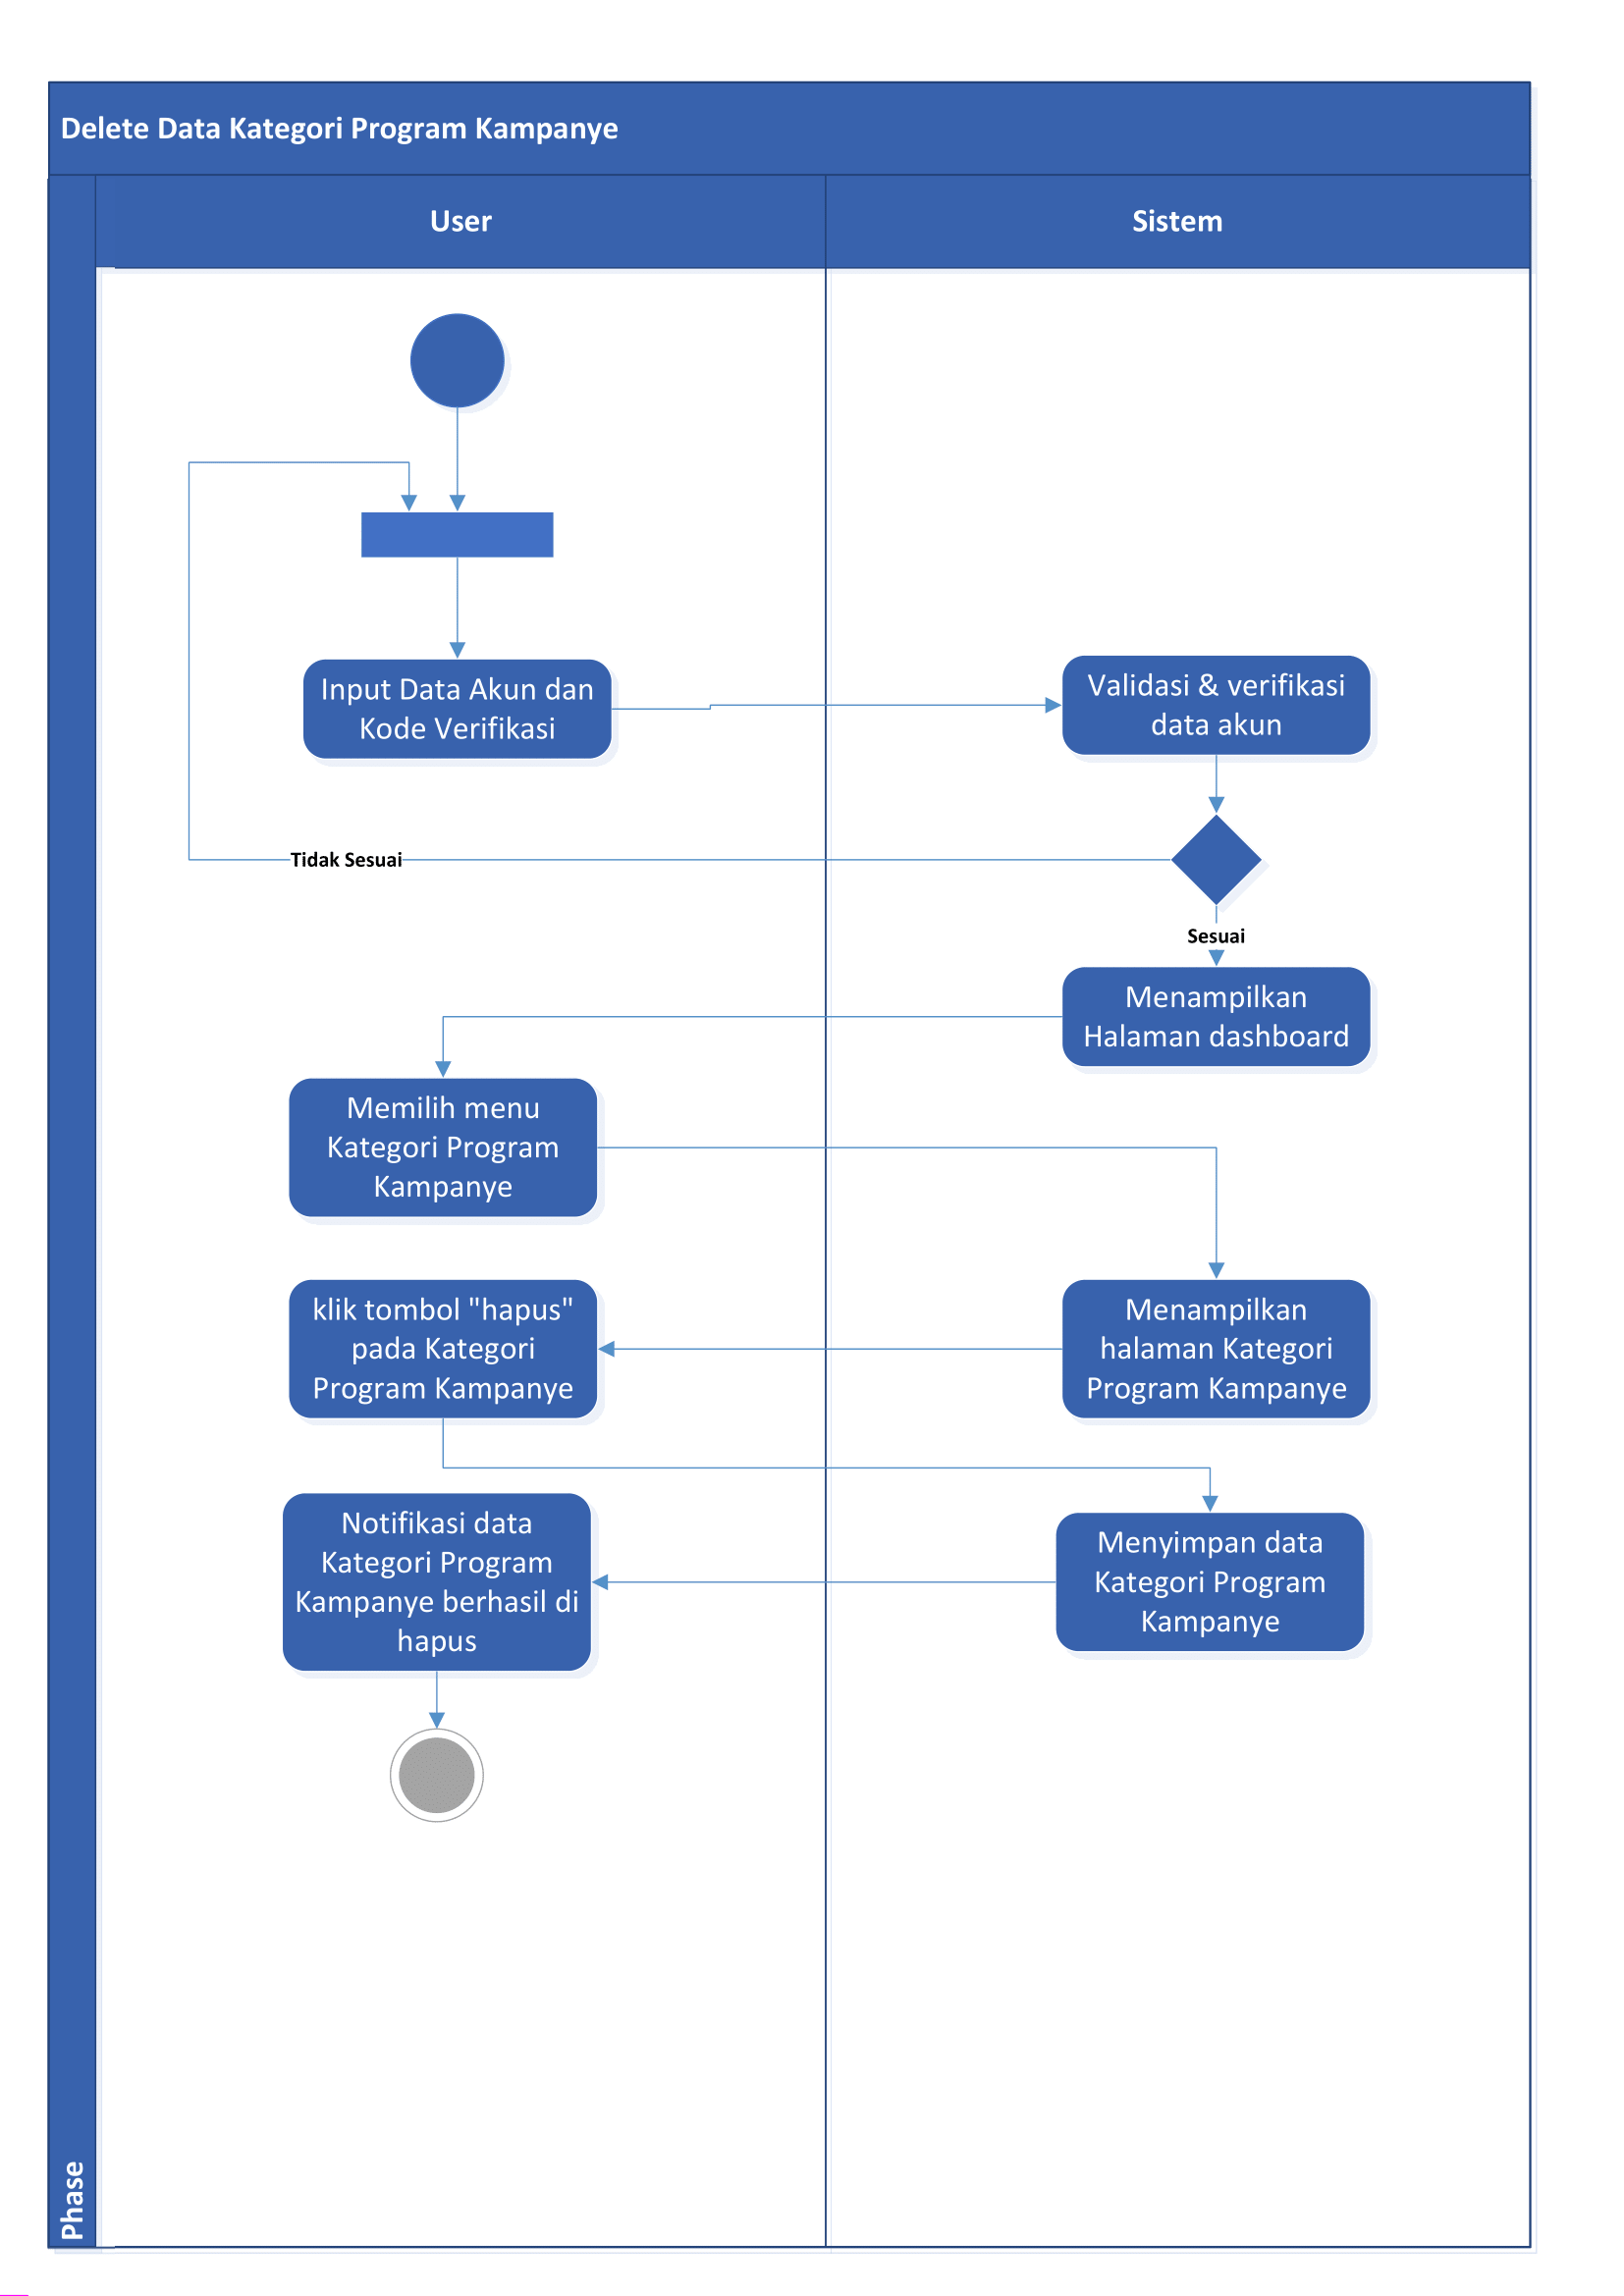 Delete Data Kategori Program Kampanye
User
Sistem
Input Data Akun dan
Kode Verifikasi
Validasi & verifikasi
data akun
Tidak Sesuai
Sesuai
Menampilkan
Halaman dashboard
Memilih menu
Kategori Program
Kampanye
Menampilkan
halaman Kategori
Program Kampanye
klik tombol "hapus"
pada Kategori
Program Kampanye
Menyimpan data
Kategori Program
Kampanye
Notifikasi data
Kategori Program
Kampanye berhasil di
hapus
Phase